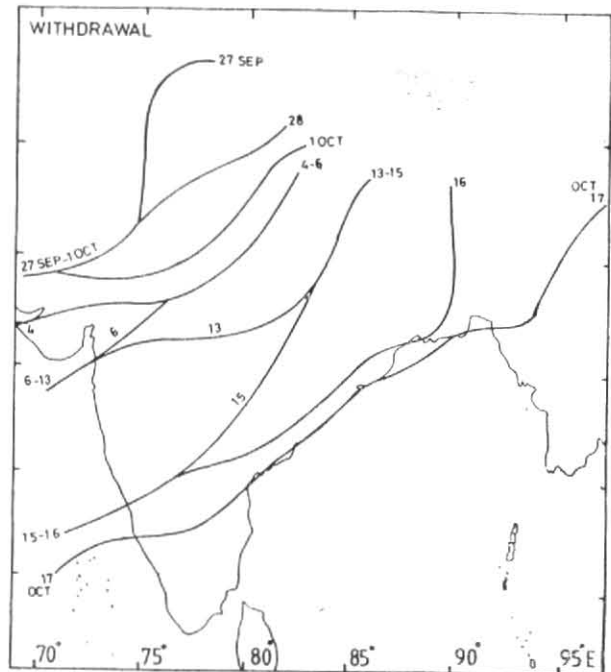 WITHDRAWAL
27 SEP
28
1 OCT
4-6
13-15
16
OCT
17
27 SEP-1 OCT
4
6
13
6-13
15
15-16
17
OCT
70° 75° 80° 85° 90° 95°E